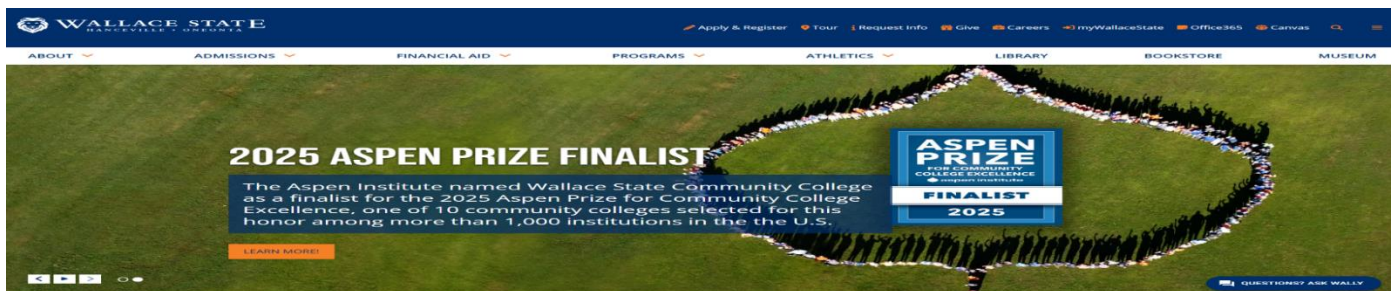 WALLACE STATE
HANCEVILLE • ONEONTA
Apply & Register Tour Request Info Give Careers myWallaceState Office365 Canvas
ABOUT ADMISSIONS FINANCIAL AID PROGRAMS ATHLETICS LIBRARY BOOKSTORE MUSEUM
2025 ASPEN PRIZE FINALIST
The Aspen Institute named Wallace State Community College
as a finalist for the 2025 Aspen Prize for Community College
Excellence, one of 10 community colleges selected for this
honor among more than 1,000 institutions in the the U.S.
LEARN MORE!
ASPEN
PRIZE
FOR COMMUNITY
COLLEGE EXCELLENCE
aspen institute
FINALIST
2025
QUESTIONS? ASK WALLY